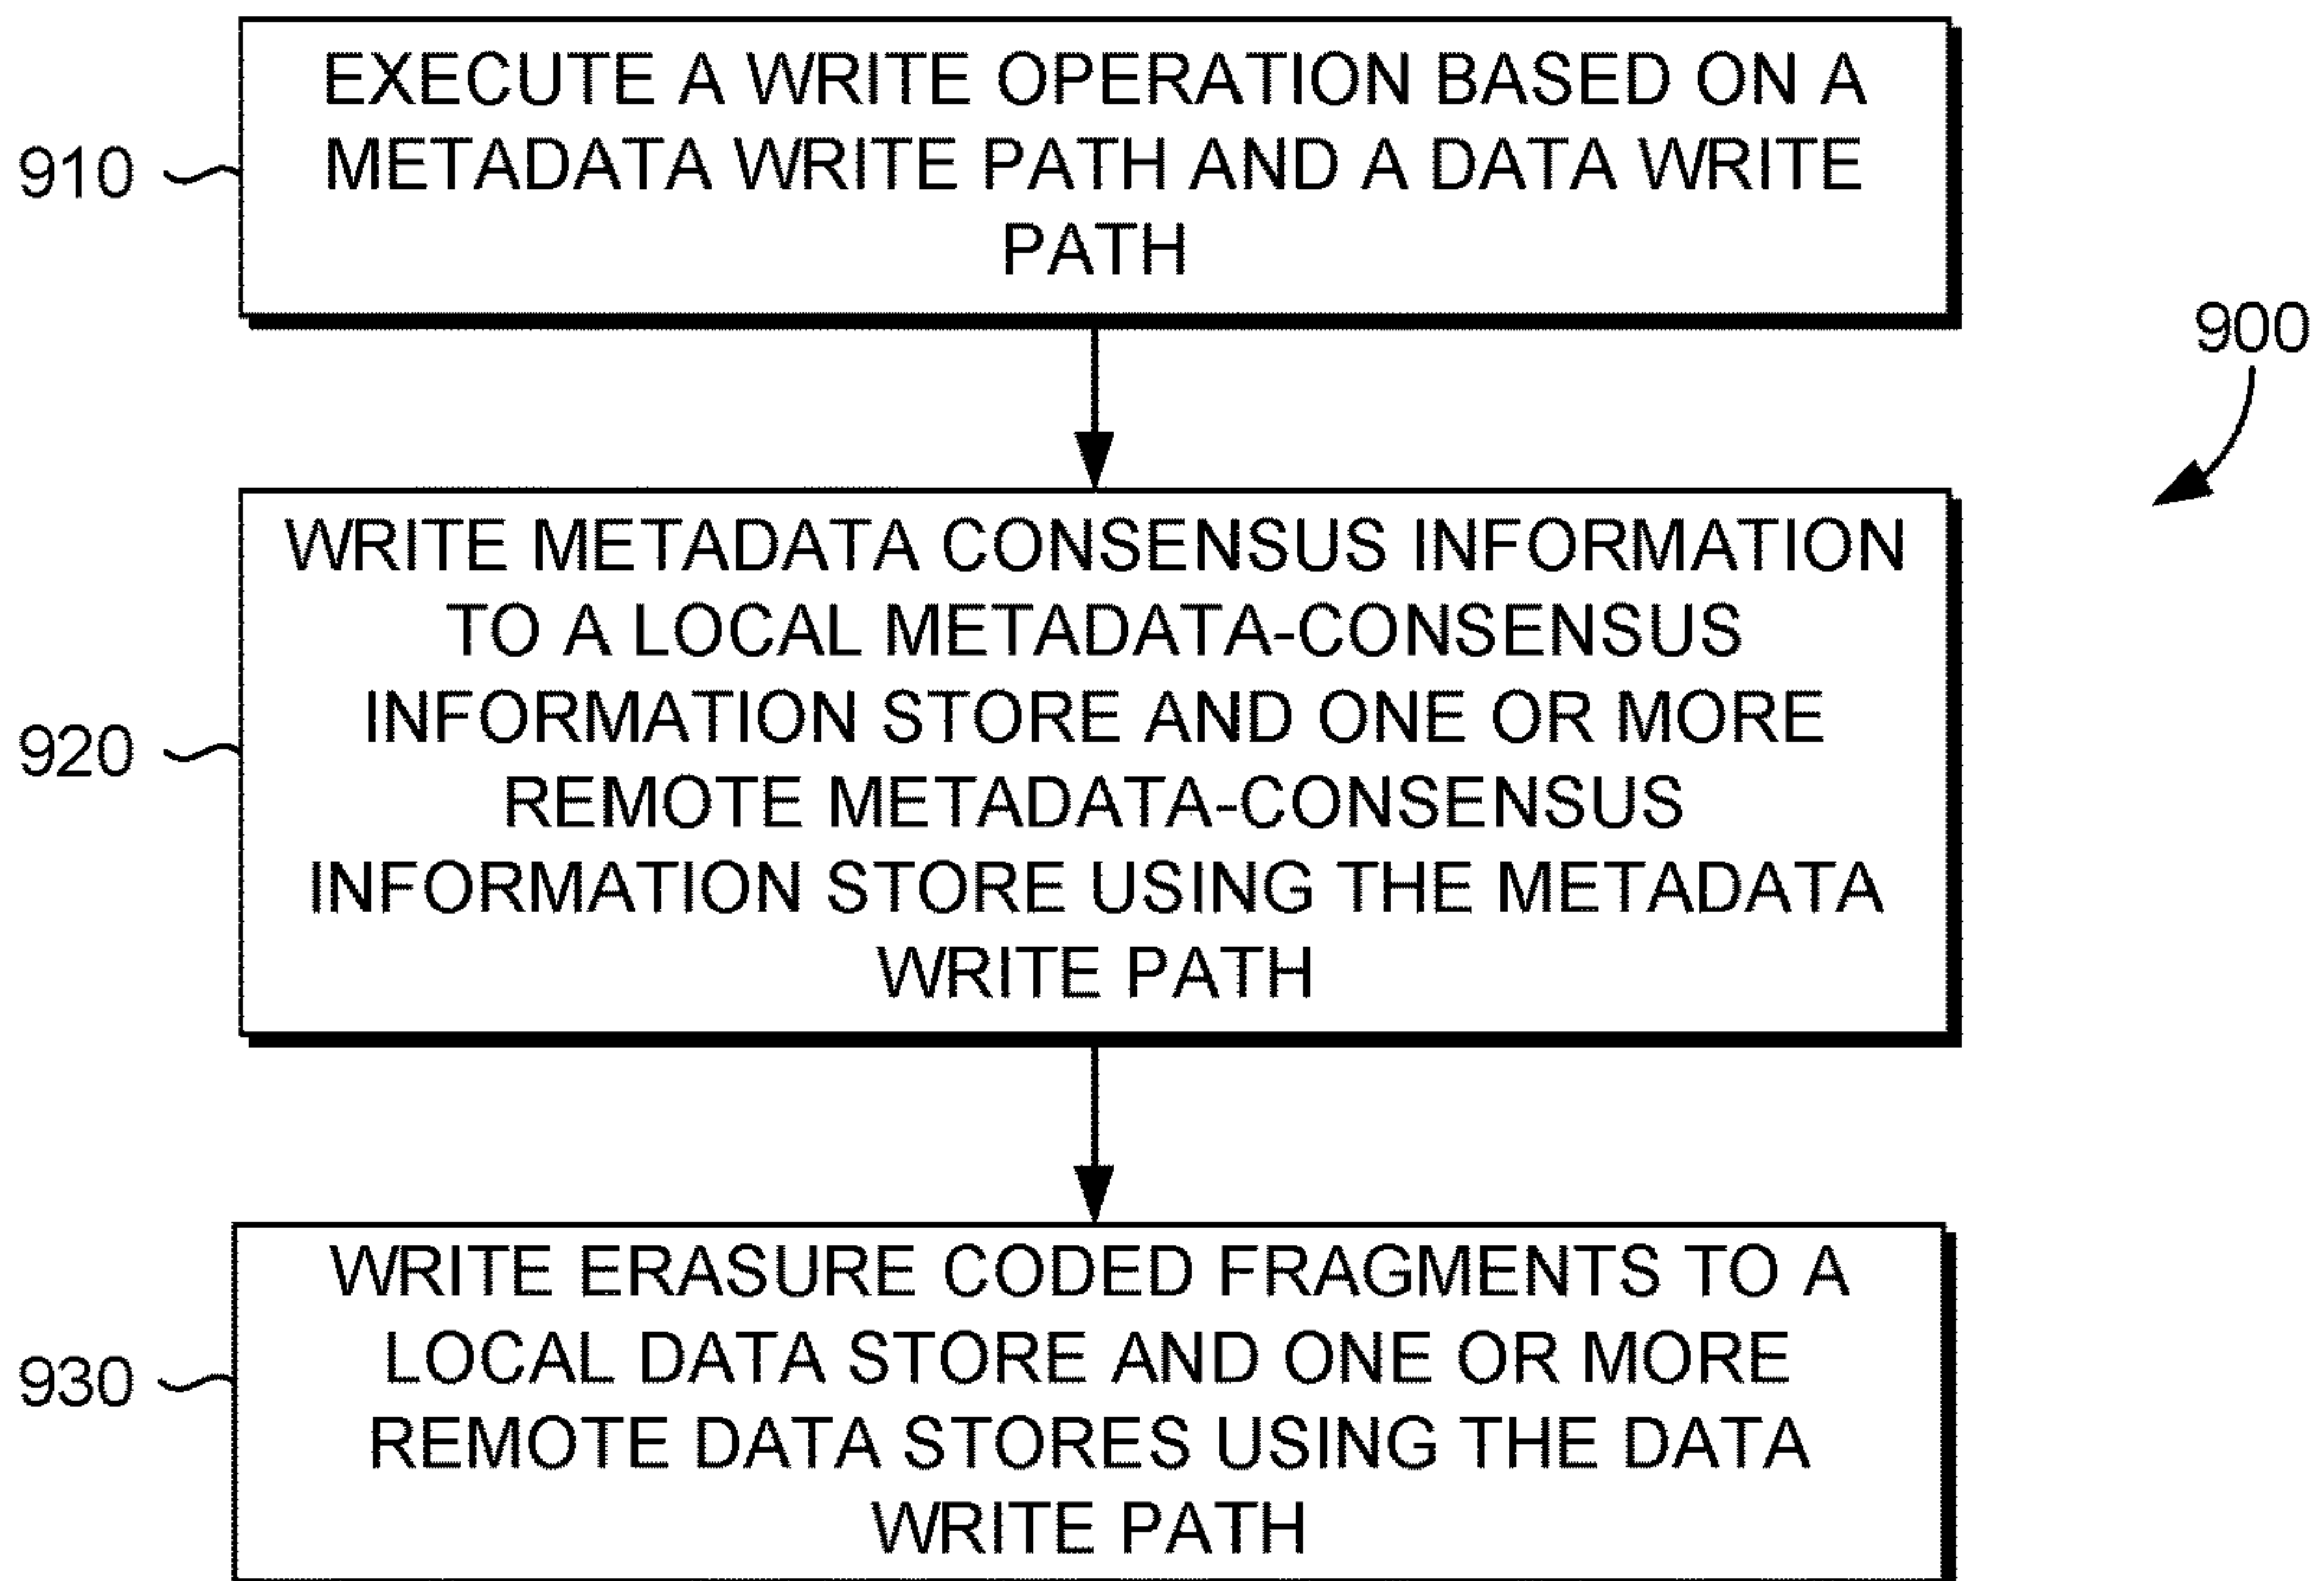 EXECUTE A WRITE OPERATION BASED ON A
METADATA WRITE PATH AND A DATA WRITE
PATH
910
900
WRITE METADATA CONSENSUS INFORMATION
TO A LOCAL METADATA-CONSENSUS
INFORMATION STORE AND ONE OR MORE
REMOTE METADATA-CONSENSUS
INFORMATION STORE USING THE METADATA
WRITE PATH
920
WRITE ERASURE CODED FRAGMENTS TO A
LOCAL DATA STORE AND ONE OR MORE
REMOTE DATA STORES USING THE DATA
WRITE PATH
930